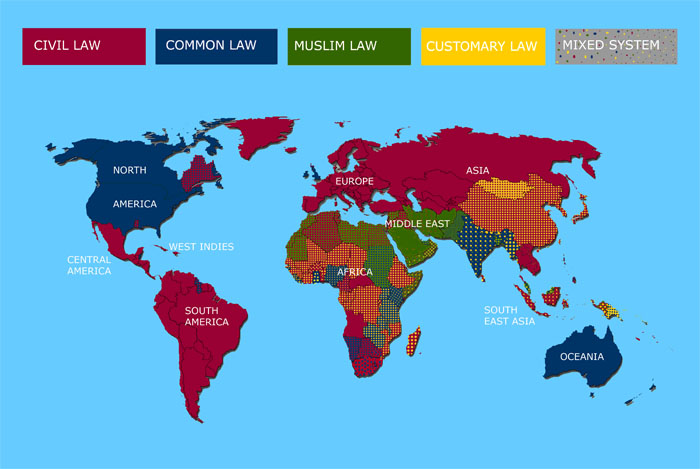 CIVIL LAW
COMMON LAW
MUSLIM LAW
CUSTOMARY LAW
MIXED SYSTEM
NORTH
AMERICA
EUROPE
ASIA
MIDDLE EAST
WEST INDIES
CENTRAL
AMERICA
AFRICA
SOUTH
AMERICA
SOUTH
EAST ASIA
OCEANIA